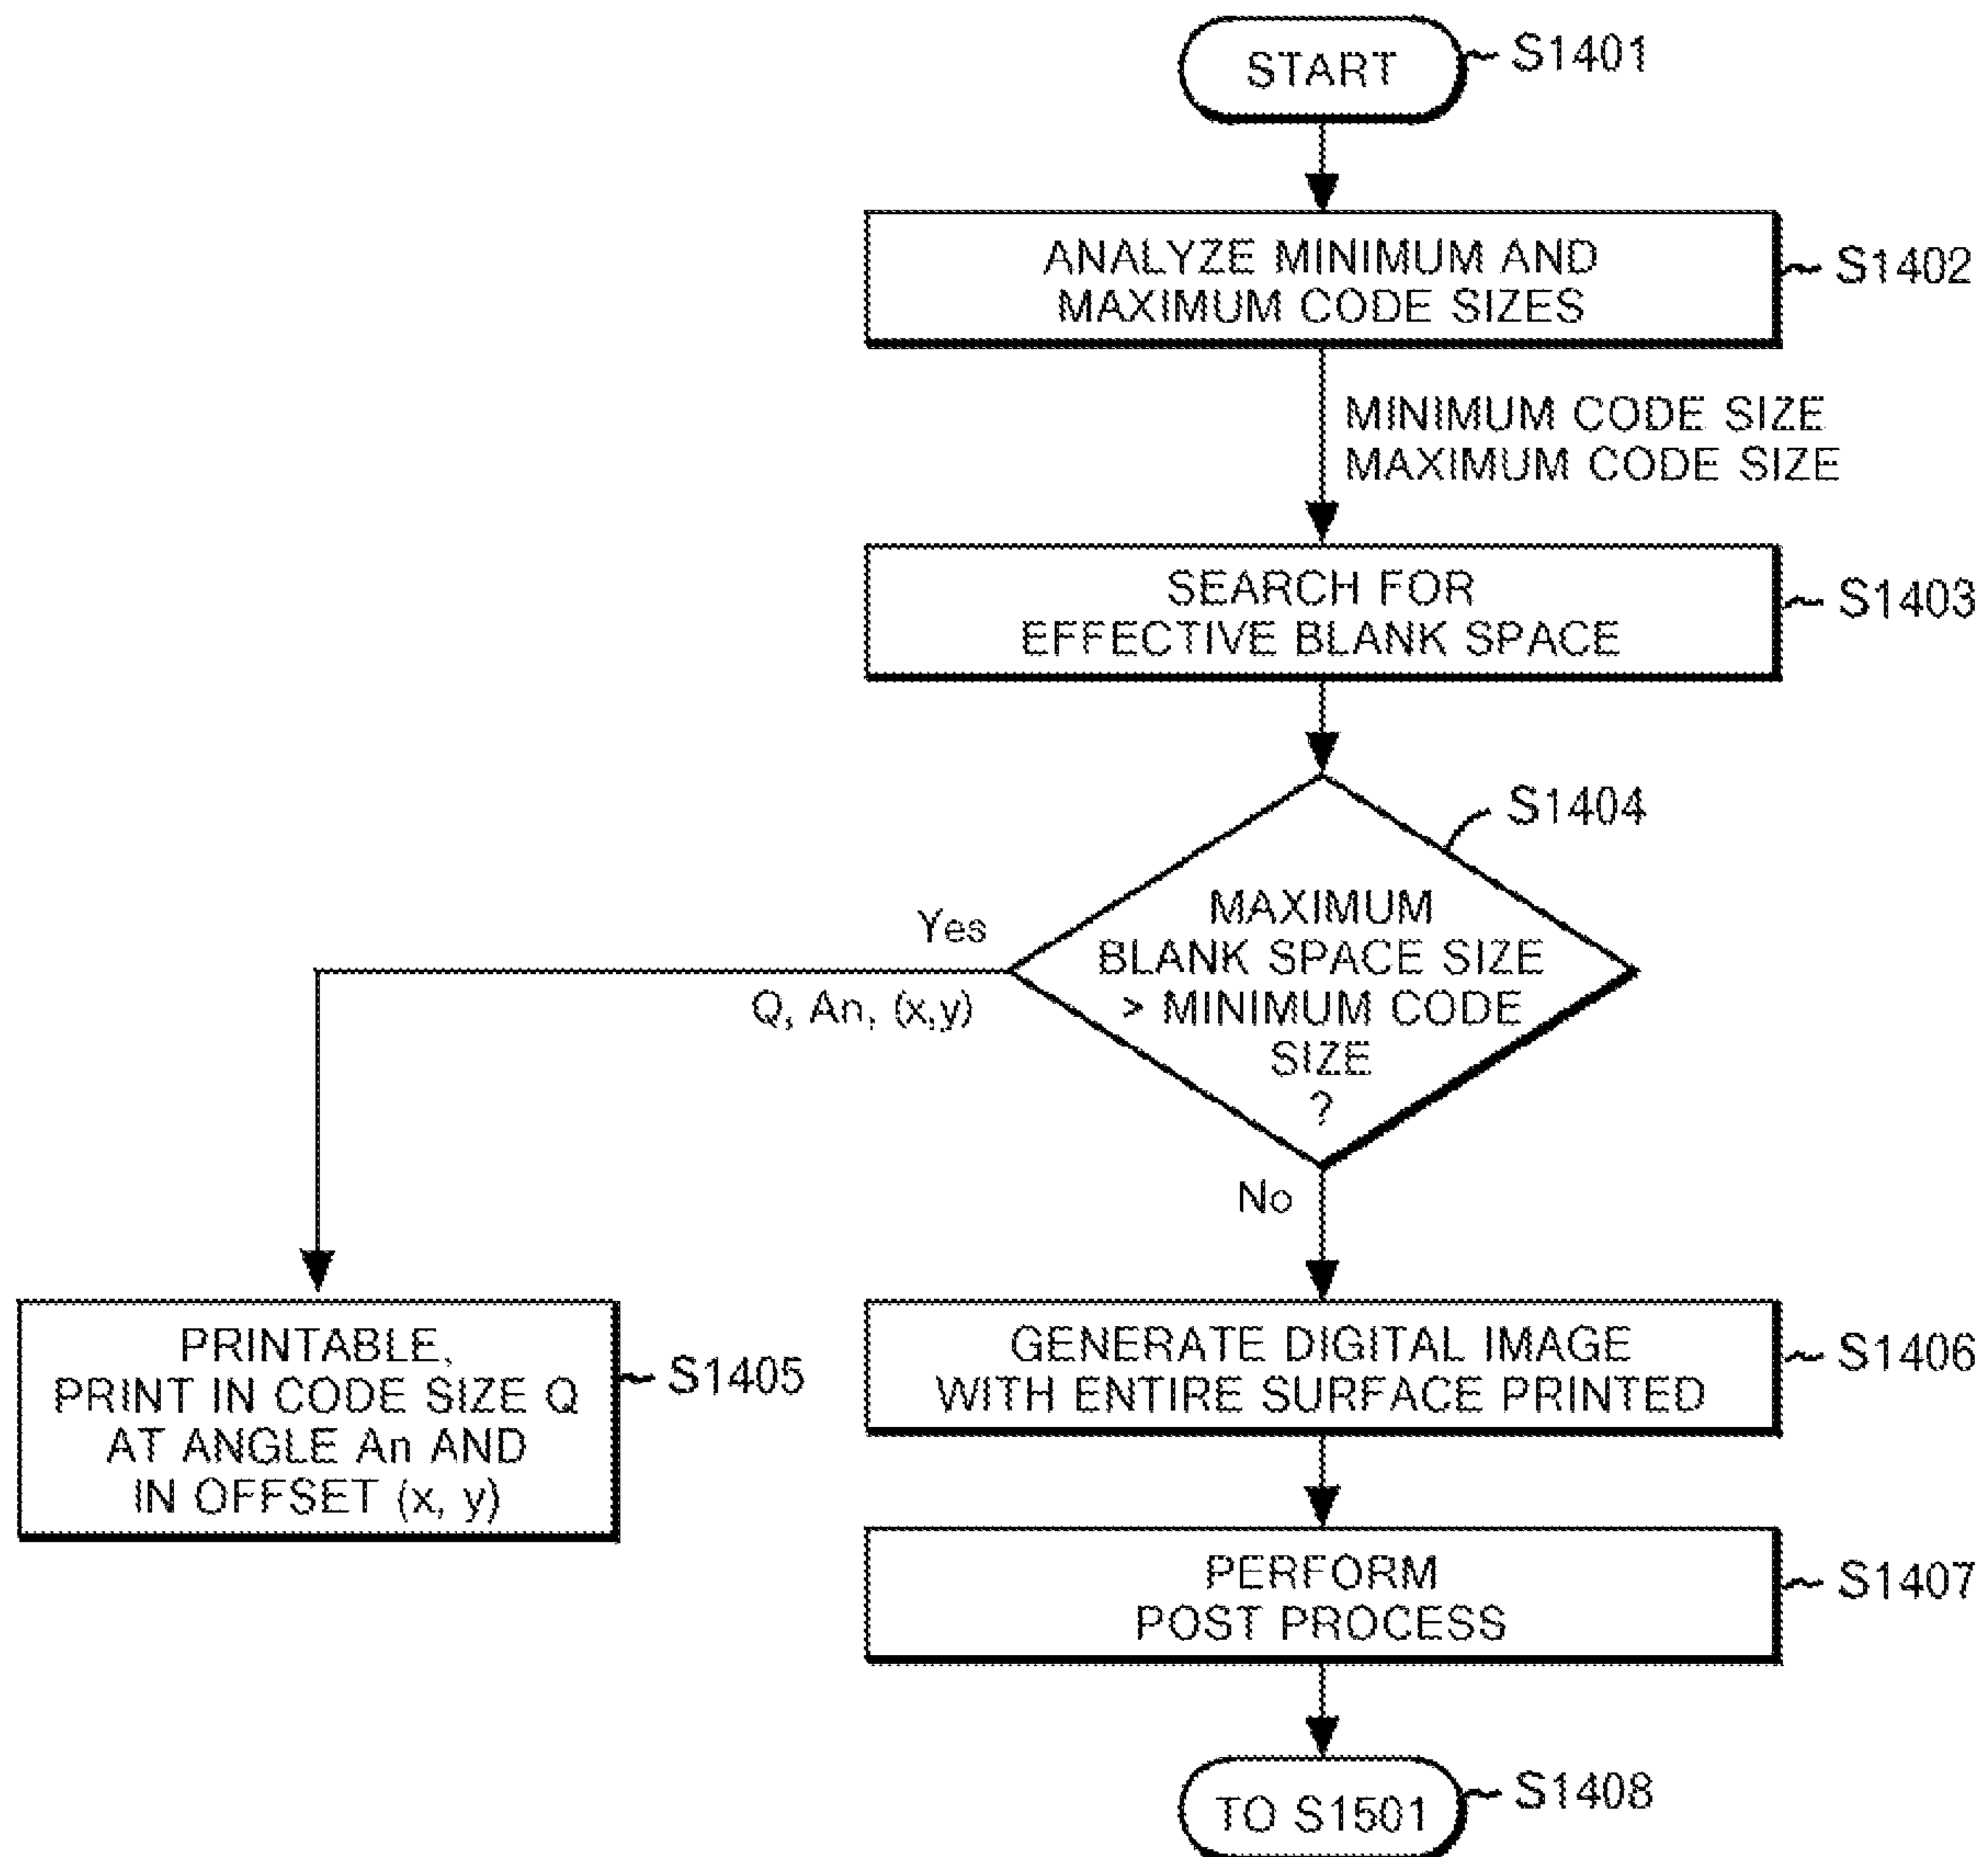 START
S1401
ANALYZE MINIMUM AND
MAXIMUM CODE SIZES
S1402
MINIMUM CODE SIZE
MAXIMUM CODE SIZE
SEARCH FOR
EFFECTIVE BLANK SPACE
S1403
S1404
MAXIMUM
BLANK SPACE SIZE
> MINIMUM CODE
SIZE
?
Yes
Q, An, (x,y)
No
PRINTABLE,
PRINT IN CODE SIZE Q
AT ANGLE An AND
IN OFFSET (x, y)
S1405
GENERATE DIGITAL IMAGE
WITH ENTIRE SURFACE PRINTED
S1406
PERFORM
POST PROCESS
S1407
TO S1501
S1408